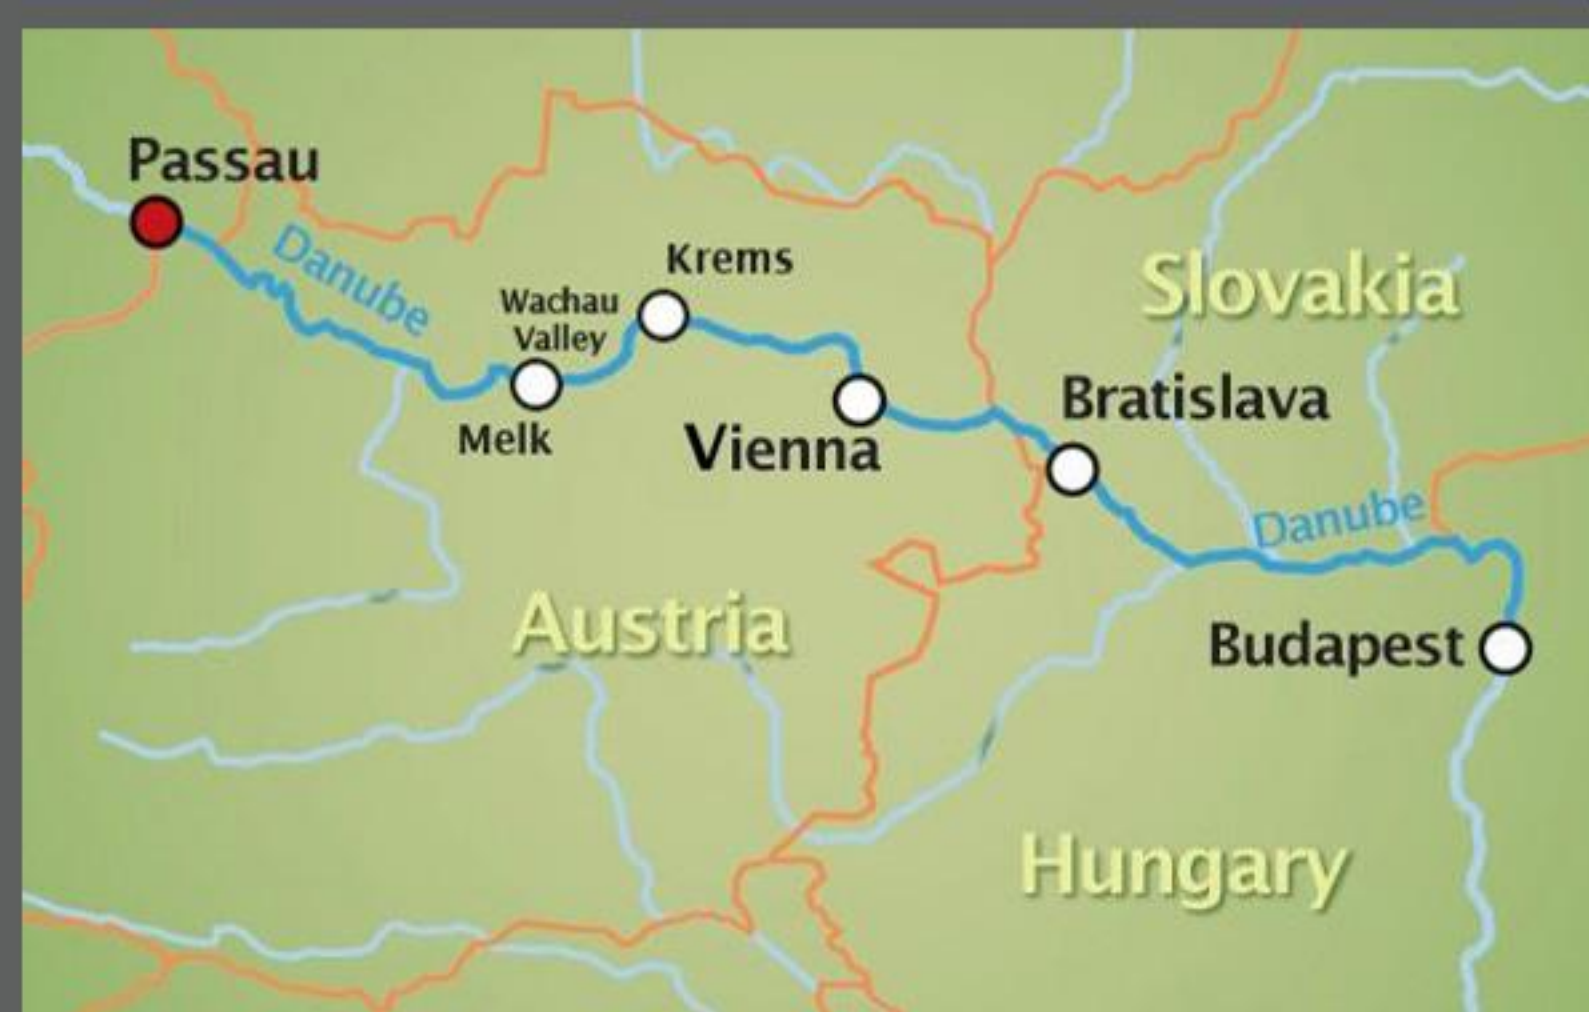 Passau
Danube
Krems
Wachau
Valley
Melk
Vienna
Slovakia
Bratislava
Danube
Austria
Budapest
Hungary